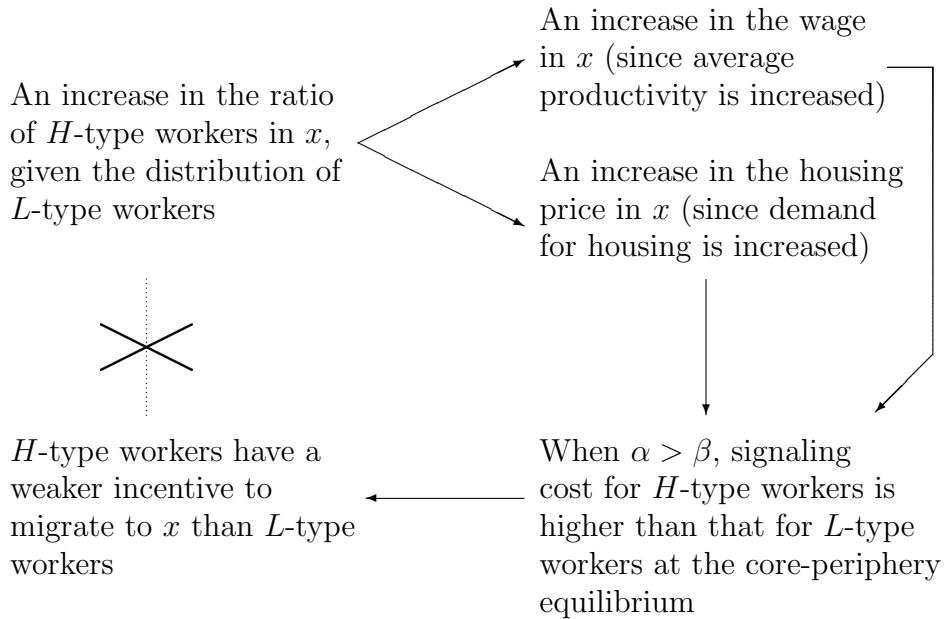 An increase in the ratio
of H-type workers in x,
given the distribution of
L-type workers
An increase in the wage
in x (since average
productivity is increased)
An increase in the housing
price in x (since demand
for housing is increased)
H-type workers have a
weaker incentive to
migrate to x than L-type
workers
When α > β, signaling
cost for H-type workers is
higher than that for L-type
workers at the core-periphery
equilibrium